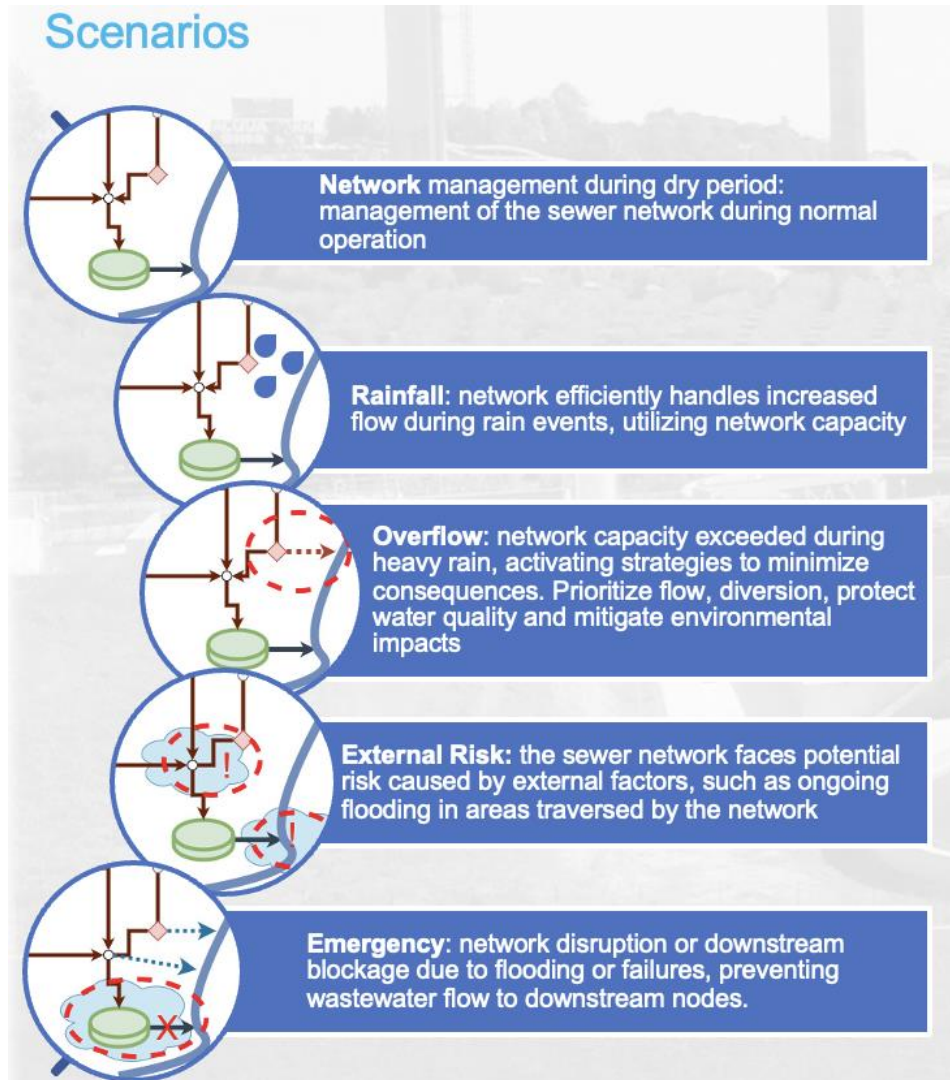 Scenarios
Network management during dry period:
management of the sewer network during normal
operation
Rainfall: network efficiently handles increased
flow during rain events, utilizing network capacity
Overflow: network capacity exceeded during
heavy rain, activating strategies to minimize
consequences. Prioritize flow, diversion, protect
water quality and mitigate environmental
impacts
!
!
External Risk: the sewer network faces potential
risk caused by external factors, such as ongoing
flooding in areas traversed by the network
X
Emergency: network disruption or downstream
blockage due to flooding or failures, preventing
wastewater flow to downstream nodes.